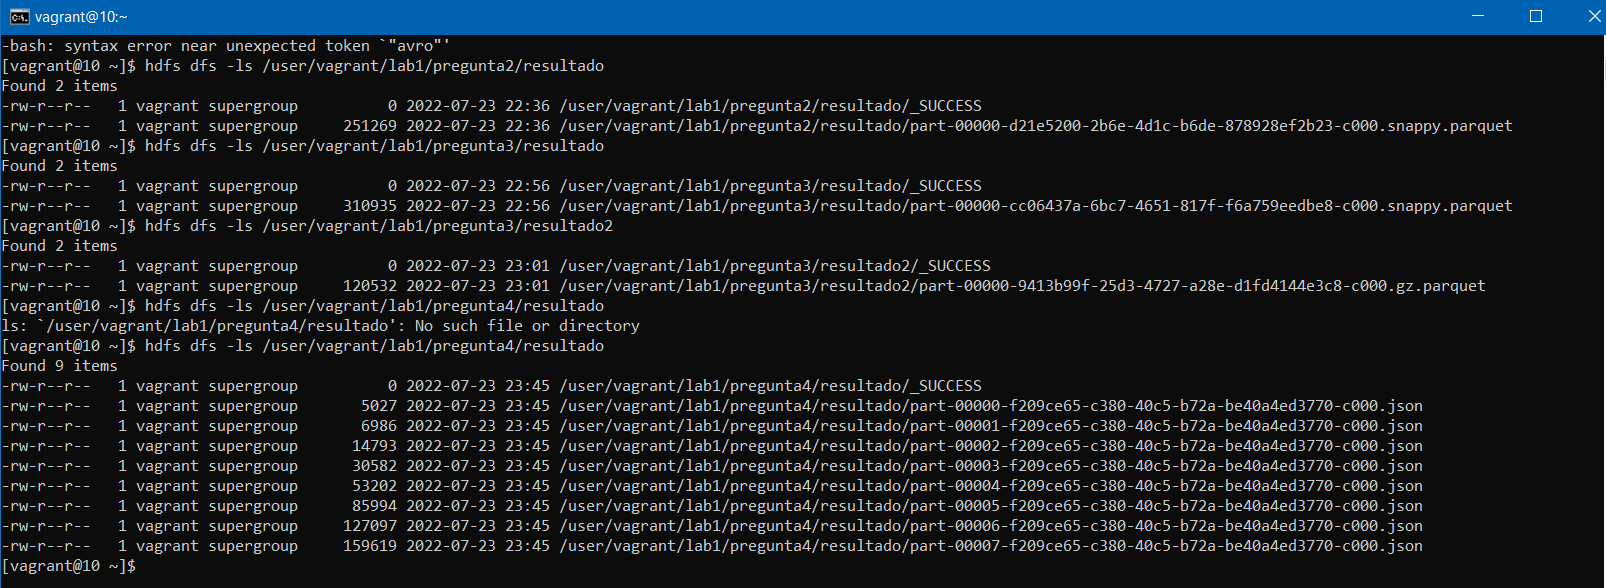 vagrant@10:~
-bash: syntax error near unexpected token `"avro"'
[vagrant@10 ~]$ hdfs dfs -ls /user/vagrant/lab1/pregunta2/resultado
Found 2 items
-rw-r--r--   1 vagrant supergroup          0 2022-07-23 22:36 /user/vagrant/lab1/pregunta2/resultado/_SUCCESS
-rw-r--r--   1 vagrant supergroup     251269 2022-07-23 22:36 /user/vagrant/lab1/pregunta2/resultado/part-00000-d21e5200-2b6e-4d1c-b6de-878928ef2b23-c000.snappy.parquet
[vagrant@10 ~]$ hdfs dfs -ls /user/vagrant/lab1/pregunta3/resultado
Found 2 items
-rw-r--r--   1 vagrant supergroup          0 2022-07-23 22:56 /user/vagrant/lab1/pregunta3/resultado/_SUCCESS
-rw-r--r--   1 vagrant supergroup     310935 2022-07-23 22:56 /user/vagrant/lab1/pregunta3/resultado/part-00000-cc06437a-6bc7-4651-817f-f6a759eedbe8-c000.snappy.parquet
[vagrant@10 ~]$ hdfs dfs -ls /user/vagrant/lab1/pregunta3/resultado2
Found 2 items
-rw-r--r--   1 vagrant supergroup          0 2022-07-23 23:01 /user/vagrant/lab1/pregunta3/resultado2/_SUCCESS
-rw-r--r--   1 vagrant supergroup     120532 2022-07-23 23:01 /user/vagrant/lab1/pregunta3/resultado2/part-00000-9413b99f-25d3-4727-a28e-d1fd4144e3c8-c000.gz.parquet
[vagrant@10 ~]$ hdfs dfs -ls /user/vagrant/lab1/pregunta4/resultado
ls: `/user/vagrant/lab1/pregunta4/resultado': No such file or directory
[vagrant@10 ~]$ hdfs dfs -ls /user/vagrant/lab1/pregunta4/resultado
Found 9 items
-rw-r--r--   1 vagrant supergroup          0 2022-07-23 23:45 /user/vagrant/lab1/pregunta4/resultado/_SUCCESS
-rw-r--r--   1 vagrant supergroup       5027 2022-07-23 23:45 /user/vagrant/lab1/pregunta4/resultado/part-00000-f209ce65-c380-40c5-b72a-be40a4ed3770-c000.json
-rw-r--r--   1 vagrant supergroup       6986 2022-07-23 23:45 /user/vagrant/lab1/pregunta4/resultado/part-00001-f209ce65-c380-40c5-b72a-be40a4ed3770-c000.json
-rw-r--r--   1 vagrant supergroup      14793 2022-07-23 23:45 /user/vagrant/lab1/pregunta4/resultado/part-00002-f209ce65-c380-40c5-b72a-be40a4ed3770-c000.json
-rw-r--r--   1 vagrant supergroup      30582 2022-07-23 23:45 /user/vagrant/lab1/pregunta4/resultado/part-00003-f209ce65-c380-40c5-b72a-be40a4ed3770-c000.json
-rw-r--r--   1 vagrant supergroup      53202 2022-07-23 23:45 /user/vagrant/lab1/pregunta4/resultado/part-00004-f209ce65-c380-40c5-b72a-be40a4ed3770-c000.json
-rw-r--r--   1 vagrant supergroup      85994 2022-07-23 23:45 /user/vagrant/lab1/pregunta4/resultado/part-00005-f209ce65-c380-40c5-b72a-be40a4ed3770-c000.json
-rw-r--r--   1 vagrant supergroup     127097 2022-07-23 23:45 /user/vagrant/lab1/pregunta4/resultado/part-00006-f209ce65-c380-40c5-b72a-be40a4ed3770-c000.json
-rw-r--r--   1 vagrant supergroup     159619 2022-07-23 23:45 /user/vagrant/lab1/pregunta4/resultado/part-00007-f209ce65-c380-40c5-b72a-be40a4ed3770-c000.json
[vagrant@10 ~]$